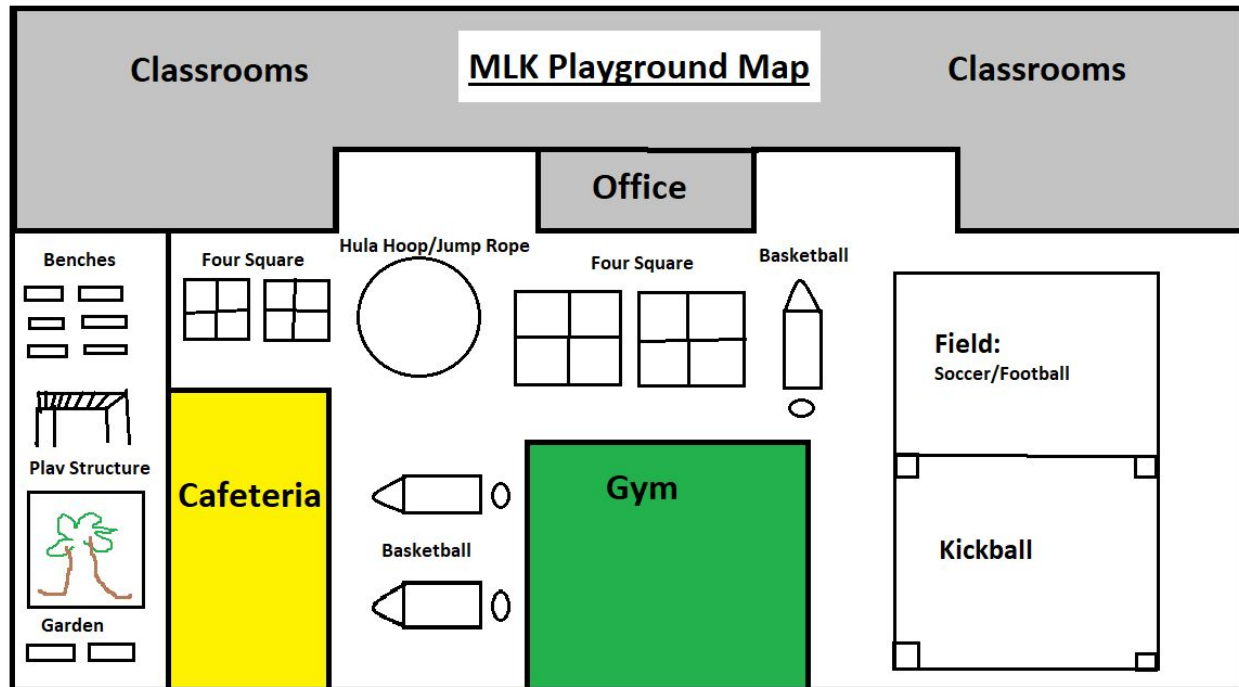 Classrooms
MLK Playground Map
Classrooms
Office
Benches
Four Square
Hula Hoop/Jump Rope
Four Square
Basketball
Field:
Soccer/Football
Plav Structure
Cafeteria
Gym
Basketball
Kickball
Garden